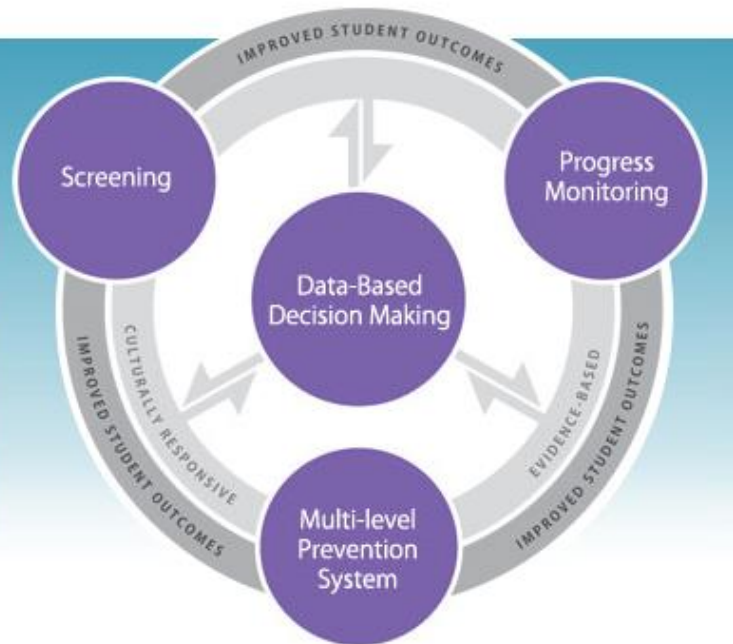 IMPROVED STUDENT OUTCOMES
Screening
Progress
Monitoring
Data-Based
Decision Making
IMPROVED STUDENT OUTCOMES
CULTURALLY RESPONSIVE
EVIDENCE-BASED
IMPROVED STUDENT OUTCOMES
Multi-level
Prevention
System